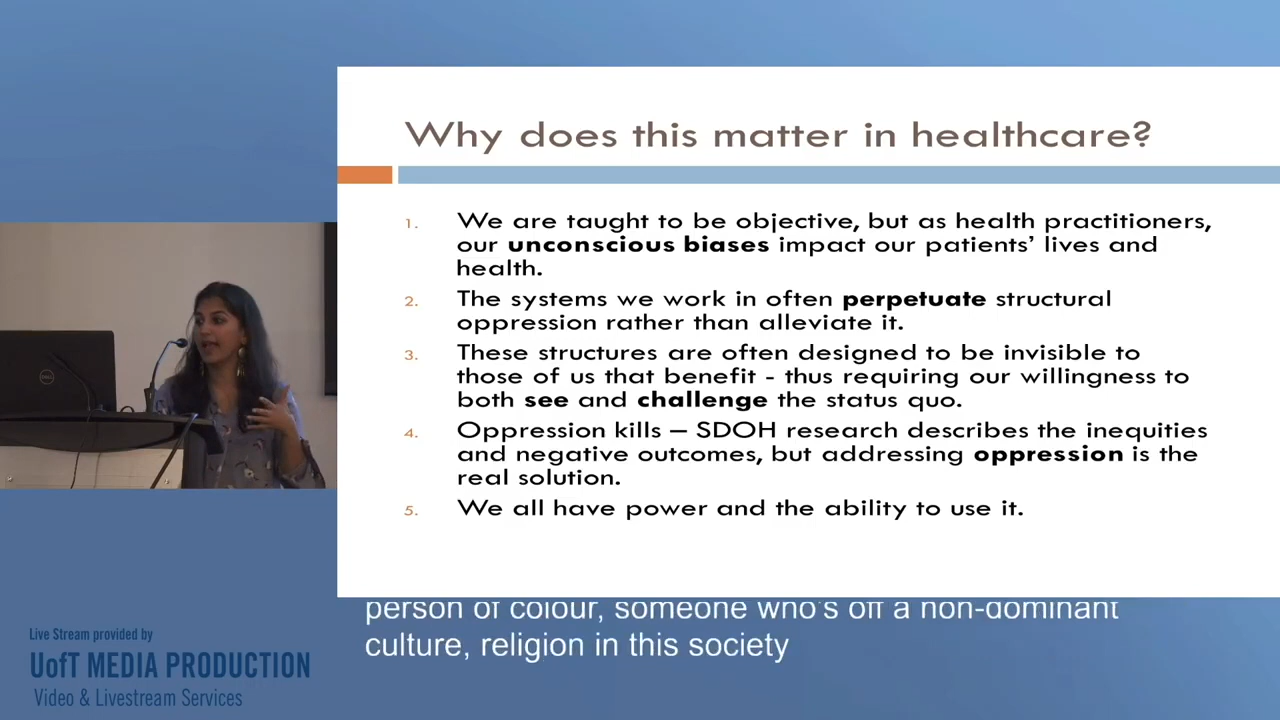 Why does this matter in healthcare?
1. We are taught to be objective, but as health practitioners,
our unconscious biases impact our patients’ lives and
health.
2. The systems we work in often perpetuate structural
oppression rather than alleviate it.
3. These structures are often designed to be invisible to
those of us that benefit - thus requiring our willingness to
both see and challenge the status quo.
4. Oppression kills – SDOH research describes the inequities
and negative outcomes, but addressing oppression is the
real solution.
5. We all have power and the ability to use it.
person of colour, someone who's off a non-dominant
culture, religion in this society
Live Stream provided by
UofT MEDIA PRODUCTION
Video & Livestream Services
DELL